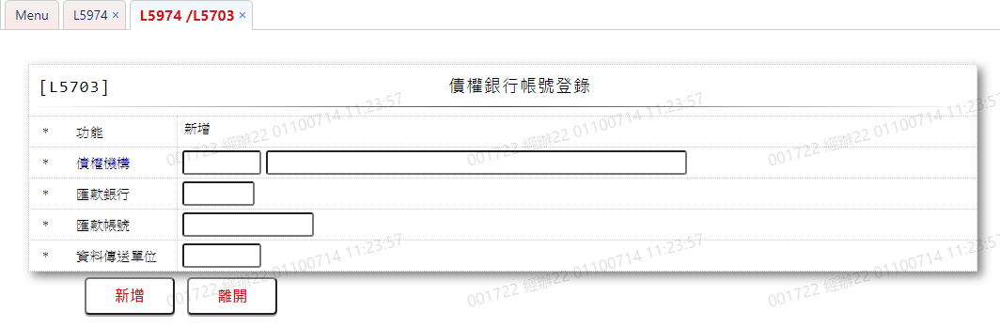 Menu L5974 × L5974 /L5703 ×
[L5703] 債權銀行帳號登錄
* 功能 新增
* 債權機構
* 匯款銀行
* 匯款帳號
* 資料傳送單位
新增 離開
001722 經辦22 01100714 11:23:57
001722 經辦22 01100714 11:23:57
001722 經辦22 01100714 11:23:57
001722 經辦22 01100714 11:23:57
001722 經辦22 01100714 11:23:57
001722 經辦22 01100714 11:23:57